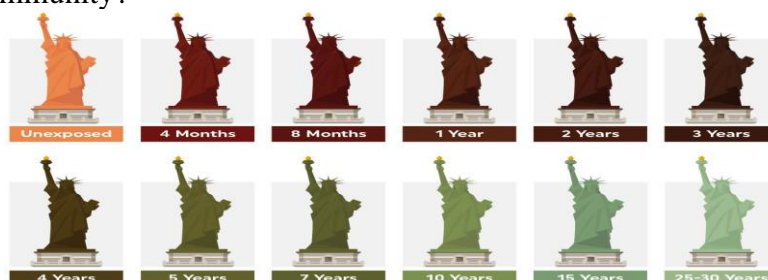 Unexposed 4 Months 8 Months 1 Year 2 Years 3 Years
4 Years 5 Years 7 Years 10 Years 15 Years 25-30 Years